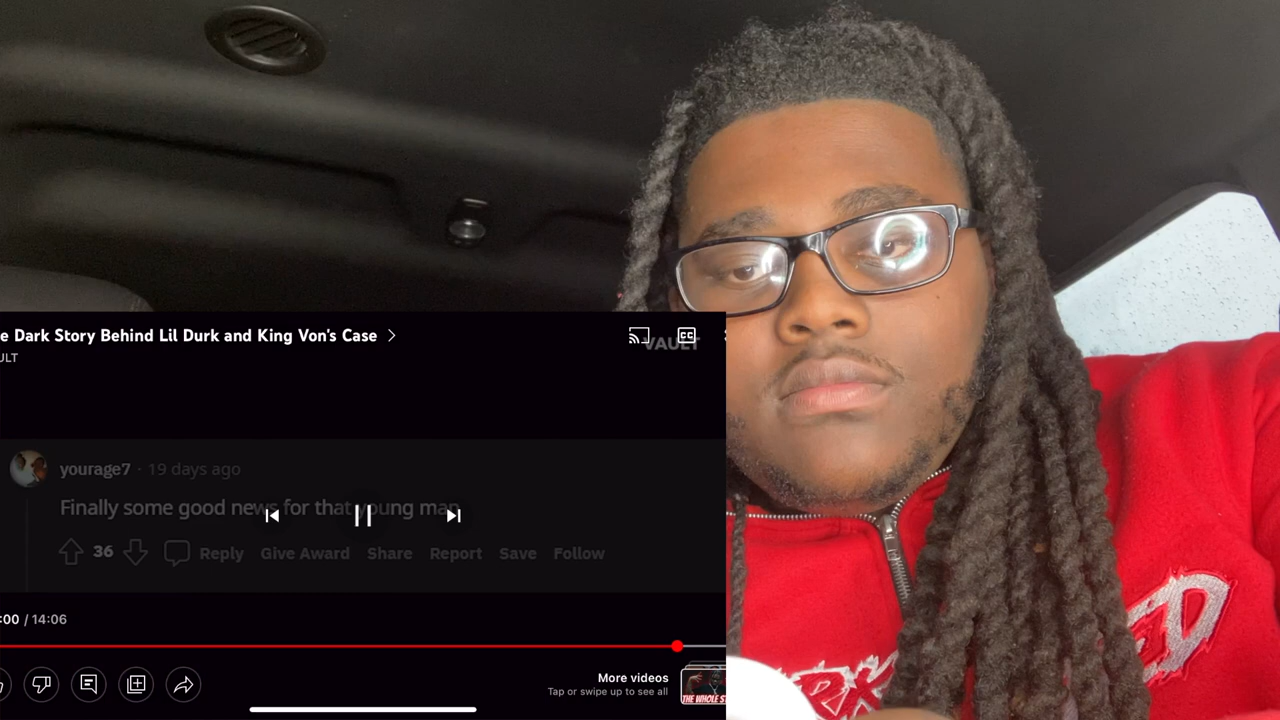 e Dark Story Behind Lil Durk and King Von's Case
ULT
CC
VAULT
yourage7 · 19 days ago
Finally some good news for that young man
36
Reply Give Award Share Report Save Follow
:00 / 14:06
More videos
Tap or swipe up to see all
THE WHOLE S
ED